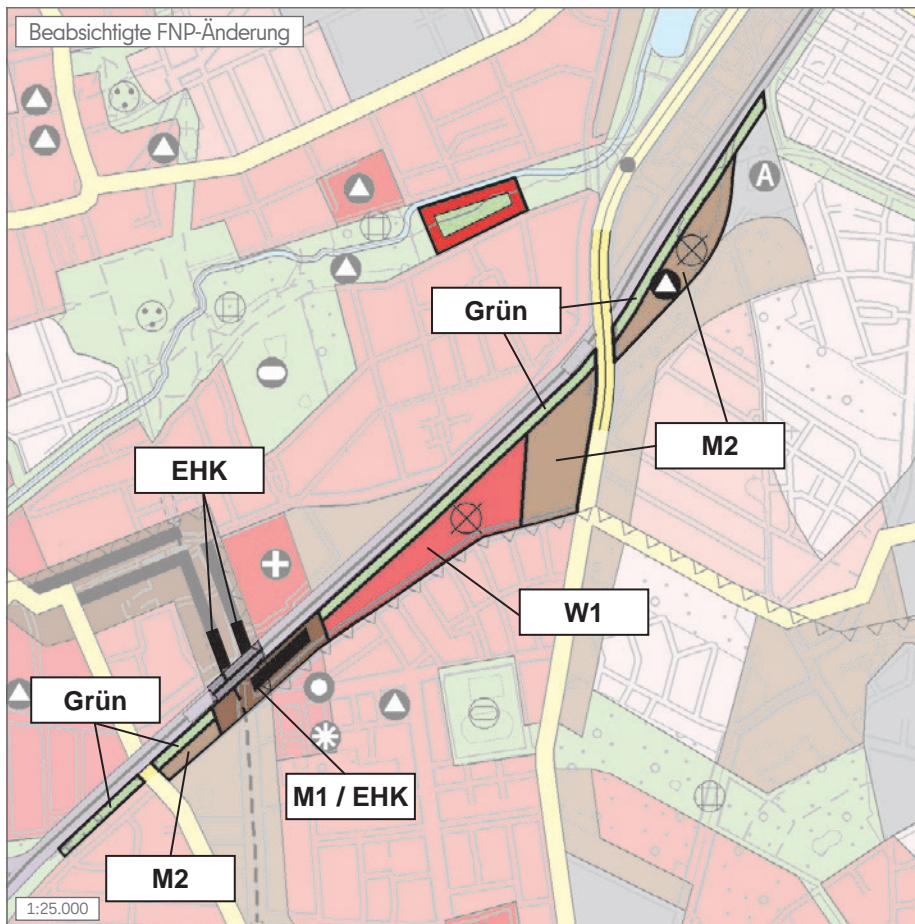 Beabsichtigte FNP-Änderung
A
Grün
M2
EHK
W1
Grün
M1 / EHK
M2
1:25.000